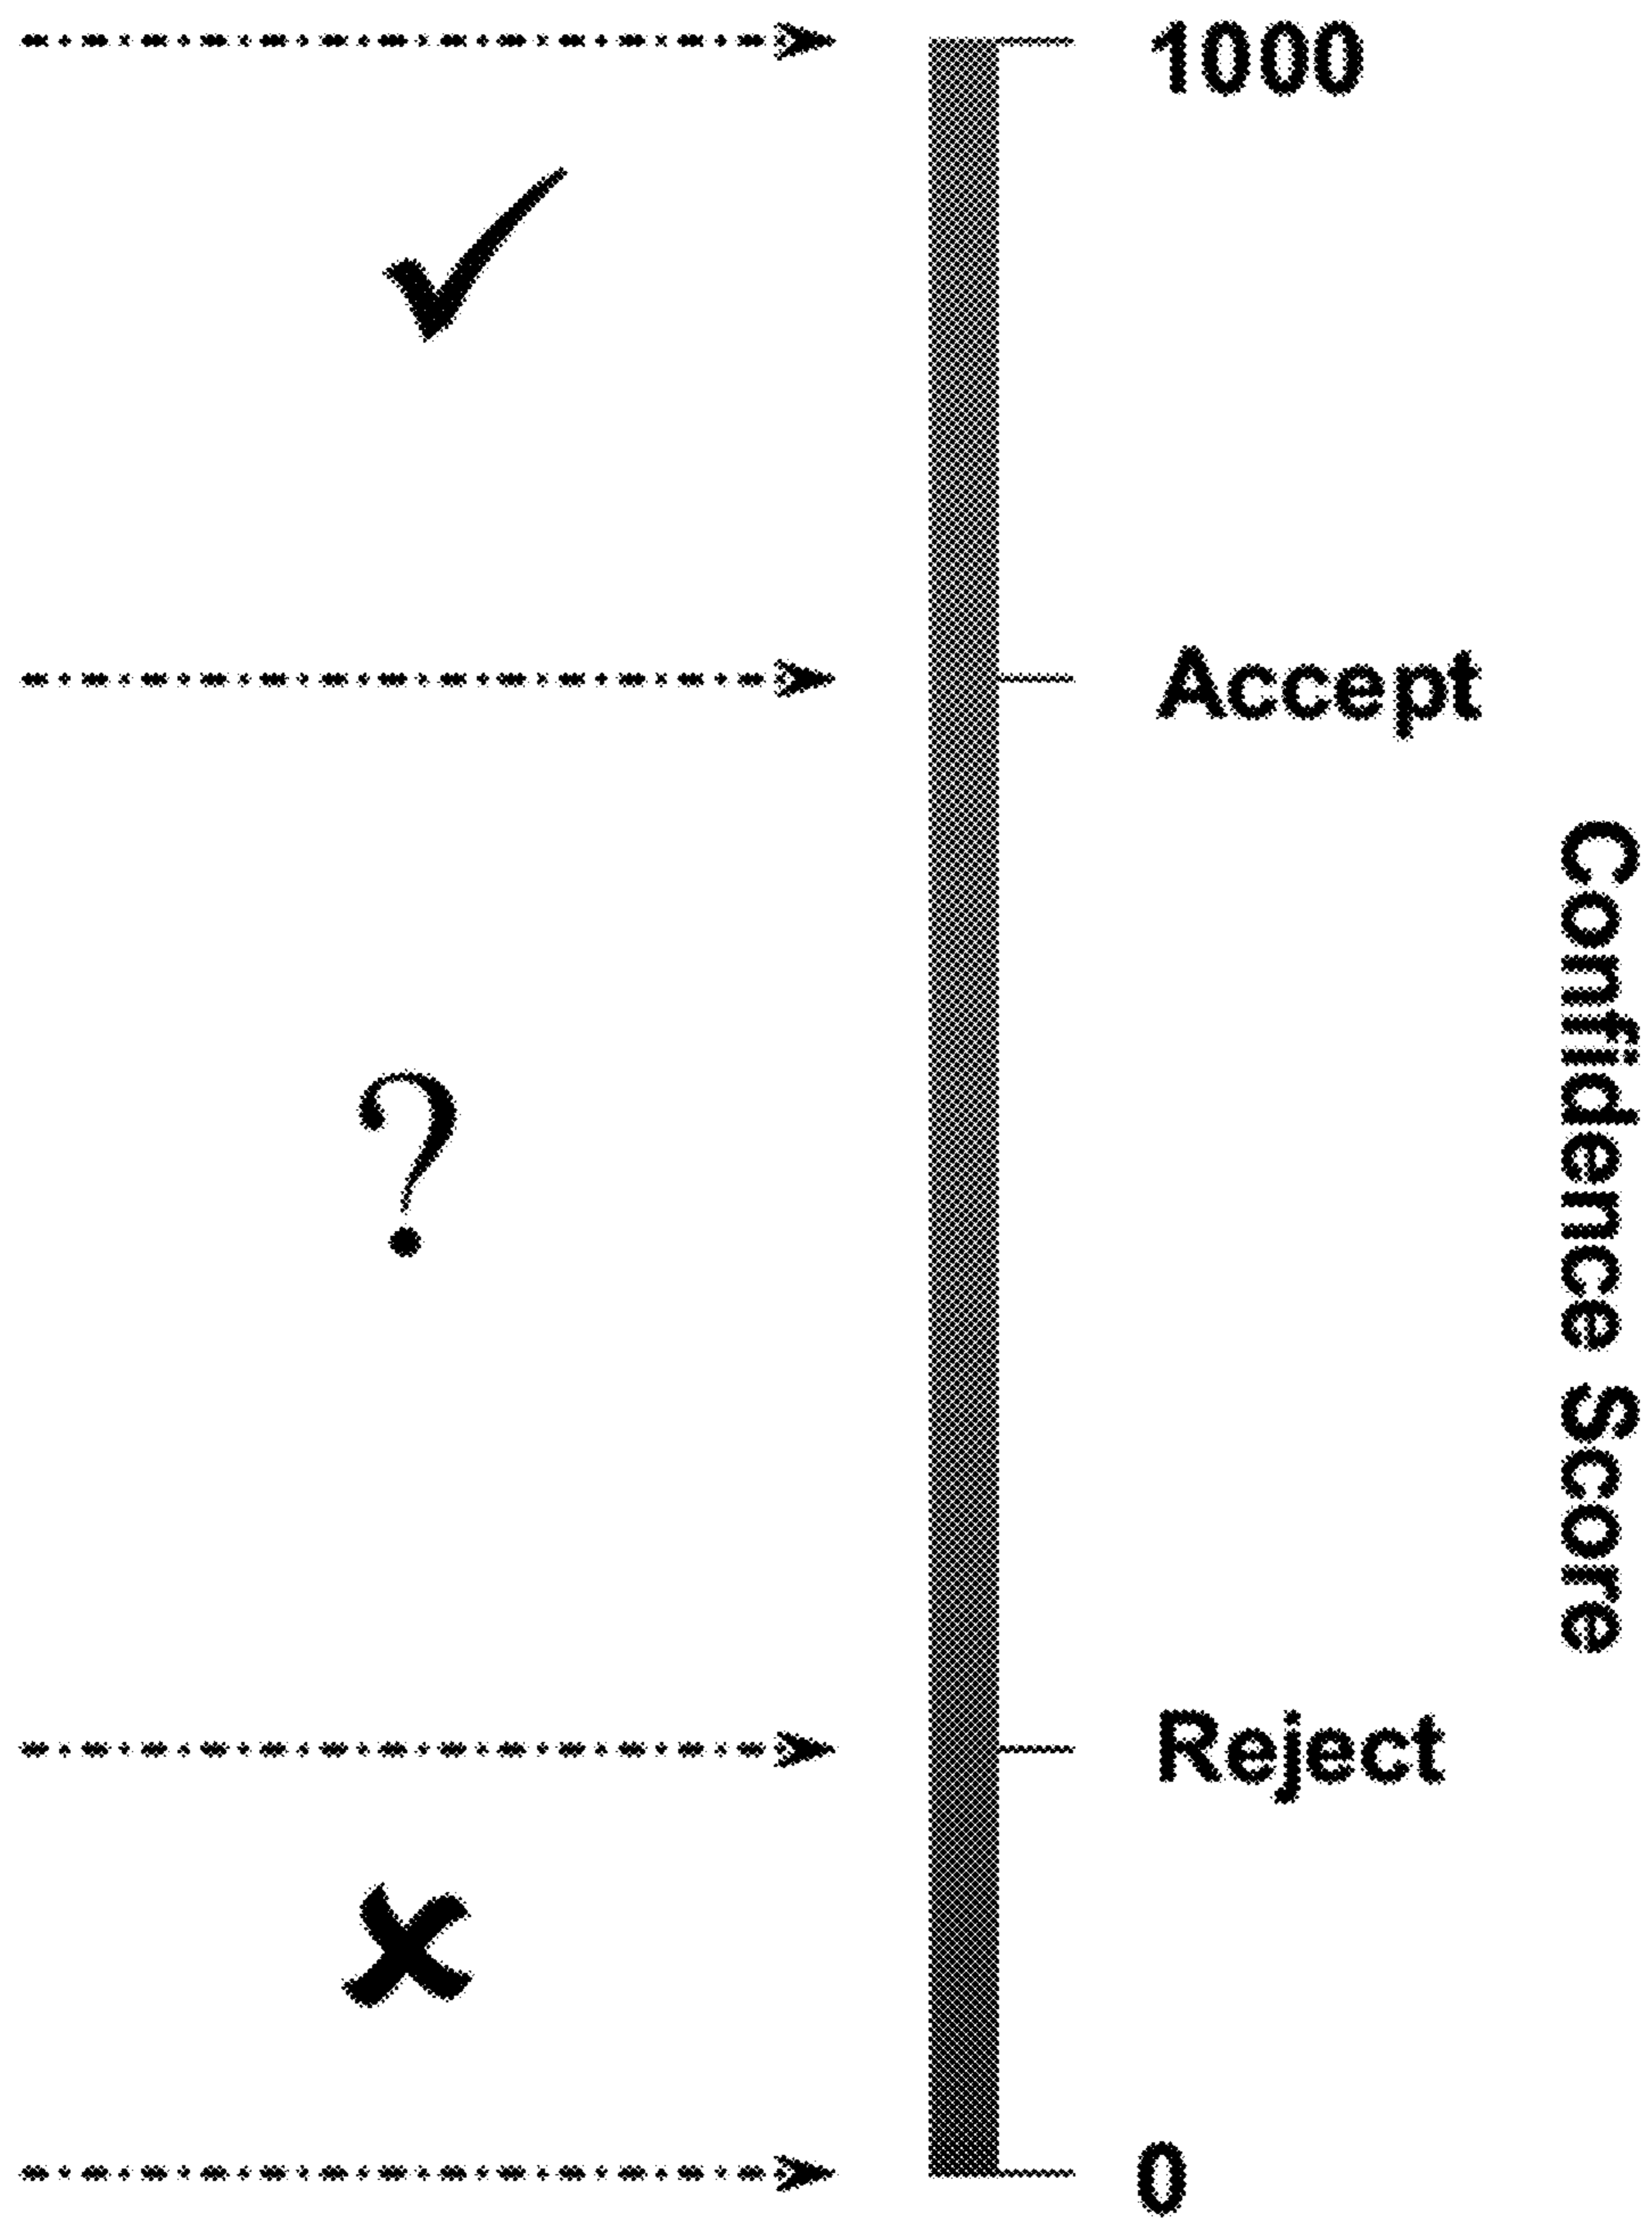 1000
✓
Accept
?
Confidence Score
Reject
✘
0